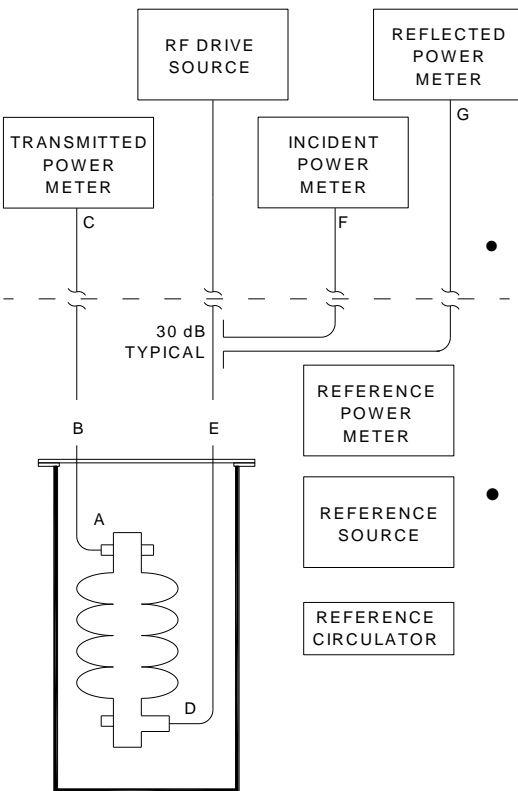 RF DRIVE
SOURCE
REFLECTED
POWER
METER
G
TRANSMITTED
POWER
METER
C
INCIDENT
POWER
METER
F
30 dB
TYPICAL
REFERENCE
POWER
METER
B
E
A
REFERENCE
SOURCE
REFERENCE
CIRCULATOR
D